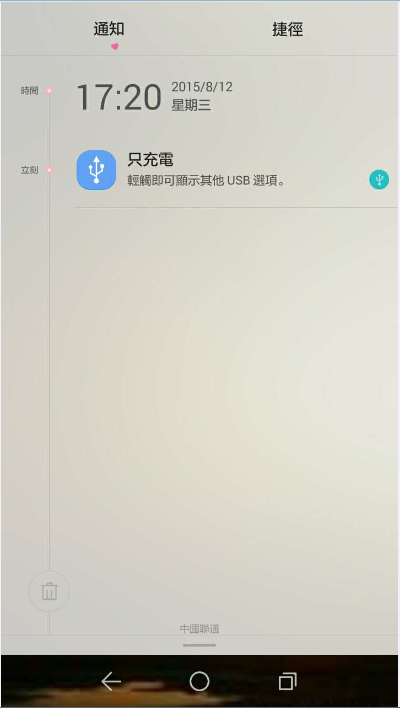 通知
捷徑
時間
17:20
2015/8/12
星期三
立刻
只充電
輕觸即可顯示其他 USB 選項。
中國聯通